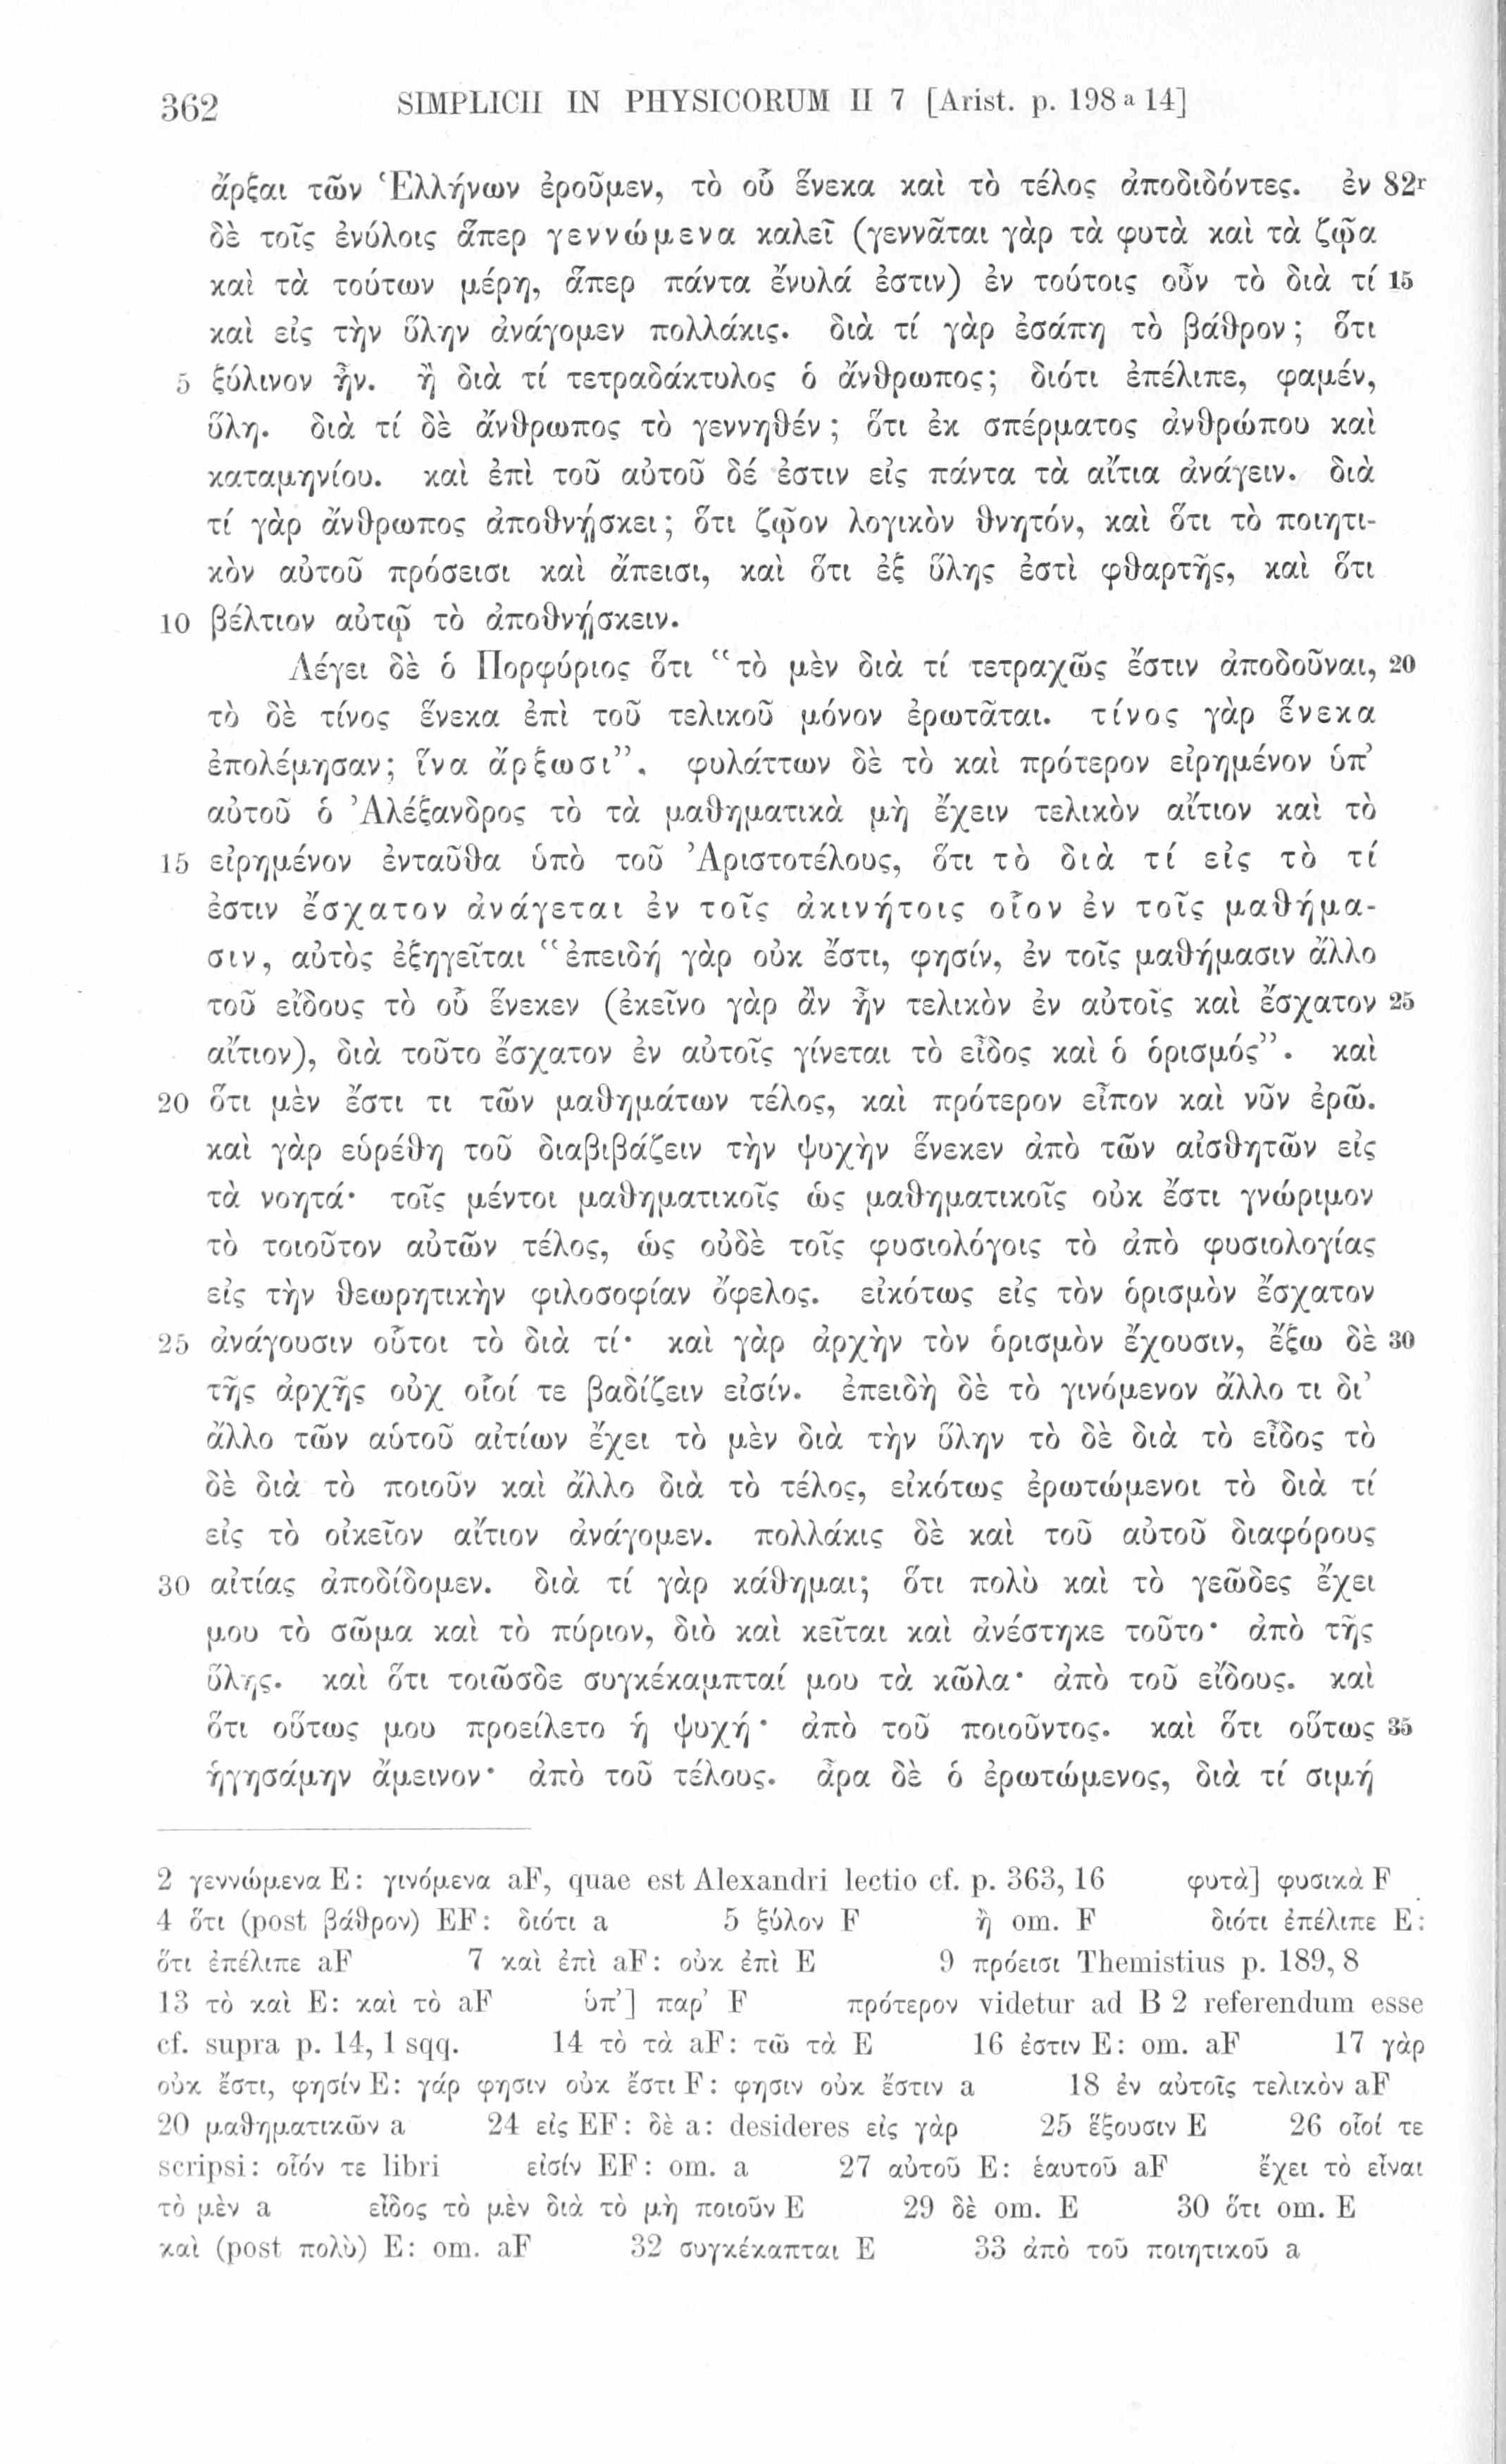 362 SIMPLICII IN PHYSICORUM II 7 [Arist. p. 198 a 14]
ἄρξαι τῶν Ἑλλήνων ἐροῦμεν, τὸ οὗ ἕνεκα καὶ τὸ τέλος ἀποδιδόντες. ἐν 82r
δὲ τοῖς ἐνύλοις ἅπερ γεννώμενα καλεῖ (γεννᾶται γὰρ τὰ φυτὰ καὶ τὰ ζῷα
καὶ τὰ τούτων μέρη, ἅπερ πάντα ἔνυλά ἐστιν) ἐν τούτοις οὖν τὸ διὰ τί 15
καὶ εἰς τὴν ὕλην ἀνάγομεν πολλάκις. διὰ τί γὰρ ἐσάπη τὸ βάθρον; ὅτι
5 ξύλινον ἦν. ἢ διὰ τί τετραδάκτυλος ὁ ἄνθρωπος; διότι ἐπέλιπε, φαμέν,
ὕλη. διὰ τί δὲ ἄνθρωπος τὸ γεννηθέν; ὅτι ἐκ σπέρματος ἀνθρώπου καὶ
καταμηνίου. καὶ ἐπὶ τοῦ αὐτοῦ δέ ἐστιν εἰς πάντα τὰ αἴτια ἀνάγειν. διὰ
τί γὰρ ἄνθρωπος ἀποθνῄσκει; ὅτι ζῷον λογικὸν θνητόν, καὶ ὅτι τὸ ποιητι-
κὸν αὐτοῦ πρόσεισι καὶ ἄπεισι, καὶ ὅτι ἐξ ὕλης ἐστὶ φθαρτῆς, καὶ ὅτι
10 βέλτιον αὐτῷ τὸ ἀποθνῄσκειν.
Λέγει δὲ ὁ Πορφύριος ὅτι “τὸ μὲν διὰ τί τετραχῶς ἔστιν ἀποδοῦναι, 20
τὸ δὲ τίνος ἕνεκα ἐπὶ τοῦ τελικοῦ μόνον ἐρωτᾶται. τίνος γὰρ ἕνεκα
ἐπολέμησαν; ἵνα ἄρξωσι”. φυλάττων δὲ τὸ καὶ πρότερον εἰρημένον ὑπ’
αὐτοῦ ὁ Ἀλέξανδρος τὸ τὰ μαθηματικὰ μὴ ἔχειν τελικὸν αἴτιον καὶ τὸ
15 εἰρημένον ἐνταῦθα ὑπὸ τοῦ Ἀριστοτέλους, ὅτι τὸ διὰ τί εἰς τὸ τί
ἐστιν ἔσχατον ἀνάγεται ἐν τοῖς ἀκινήτοις οἷον ἐν τοῖς μαθήμα-
σιν, αὐτὸς ἐξηγεῖται “ἐπειδή γὰρ οὐκ ἔστι, φησίν, ἐν τοῖς μαθήμασιν ἄλλο
τοῦ εἴδους τὸ οὗ ἕνεκεν (ἐκεῖνο γὰρ ἂν ἦν τελικὸν ἐν αὐτοῖς καὶ ἔσχατον 25
αἴτιον), διὰ τοῦτο ἔσχατον ἐν αὐτοῖς γίνεται τὸ εἶδος καὶ ὁ ὁρισμός”. καὶ
20 ὅτι μὲν ἔστι τι τῶν μαθημάτων τέλος, καὶ πρότερον εἶπον καὶ νῦν ἐρῶ.
καὶ γὰρ εὑρέθη τοῦ διαβιβάζειν τὴν ψυχὴν ἕνεκεν ἀπὸ τῶν αἰσθητῶν εἰς
τὰ νοητά· τοῖς μέντοι μαθηματικοῖς ὡς μαθηματικοῖς οὐκ ἔστι γνώριμον
τὸ τοιοῦτον αὐτῶν τέλος, ὡς οὐδὲ τοῖς φυσιολόγοις τὸ ἀπὸ φυσιολογίας
εἰς τὴν θεωρητικὴν φιλοσοφίαν ὄφελος. εἰκότως εἰς τὸν ὁρισμὸν ἔσχατον
25 ἀνάγουσιν οὗτοι τὸ διὰ τί· καὶ γὰρ ἀρχὴν τὸν ὁρισμὸν ἔχουσιν, ἔξω δὲ 30
τῆς ἀρχῆς οὐχ οἷοί τε βαδίζειν εἰσίν. ἐπειδὴ δὲ τὸ γινόμενον ἄλλο τι δι’
ἄλλο τῶν αὑτοῦ αἰτίων ἔχει τὸ μὲν διὰ τὴν ὕλην τὸ δὲ διὰ τὸ εἶδος τὸ
δὲ διὰ τὸ ποιοῦν καὶ ἄλλο διὰ τὸ τέλος, εἰκότως ἐρωτώμενοι τὸ διὰ τί
εἰς τὸ οἰκεῖον αἴτιον ἀνάγομεν. πολλάκις δὲ καὶ τοῦ αὐτοῦ διαφόρους
30 αἰτίας ἀποδίδομεν. διὰ τί γὰρ κάθημαι; ὅτι πολὺ καὶ τὸ γεῶδες ἔχει
μου τὸ σῶμα καὶ τὸ πύριον, διὸ καὶ κεῖται καὶ ἀνέστηκε τοῦτο· ἀπὸ τῆς
ὕλης. καὶ ὅτι τοιῶσδε συγκέκαμπταί μου τὰ κῶλα· ἀπὸ τοῦ εἴδους. καὶ
ὅτι οὕτως μου προείλετο ἡ ψυχή· ἀπὸ τοῦ ποιοῦντος. καὶ ὅτι οὕτως 35
ἡγησάμην ἄμεινον· ἀπὸ τοῦ τέλους. ἆρα δὲ ὁ ἐρωτώμενος, διὰ τί σιμή
2 γεννώμενα E: γινόμενα aF, quae est Alexandri lectio cf. p. 363, 16 φυτὰ] φυσικὰ F
4 ὅτι (post βάθρον) EF: διότι a 5 ξύλον F ἢ om. F διότι ἐπέλιπε E:
ὅτι ἐπέλιπε aF 7 καὶ ἐπὶ aF: οὐκ ἐπὶ E 9 πρόεισι Themistius p. 189, 8
13 τὸ καὶ E: καὶ τὸ aF ὑπ’] παρ’ F πρότερον videtur ad B 2 referendum esse
cf. supra p. 14, 1 sqq. 14 τὸ τὰ aF: τῶ τὰ E 16 ἐστιν E: om. aF 17 γὰρ
οὐκ ἔστι, φησίν E: γάρ φησιν οὐκ ἔστι F: φησιν οὐκ ἔστιν a 18 ἐν αὐτοῖς τελικὸν aF
20 μαθηματικῶν a 24 εἰς EF: δὲ a: desideres εἰς γὰρ 25 ἕξουσιν E 26 οἷοί τε
scripsi: οἷόν τε libri εἰσίν EF: om. a 27 αὐτοῦ E: ἑαυτοῦ aF ἔχει τὸ εἶναι
τὸ μὲν a εἶδος τὸ μὲν διὰ τὸ μὴ ποιοῦν E 29 δὲ om. E 30 ὅτι om. E
καὶ (post πολὺ) E: om. aF 32 συγκέκαπται E 33 ἀπὸ τοῦ ποιητικοῦ a